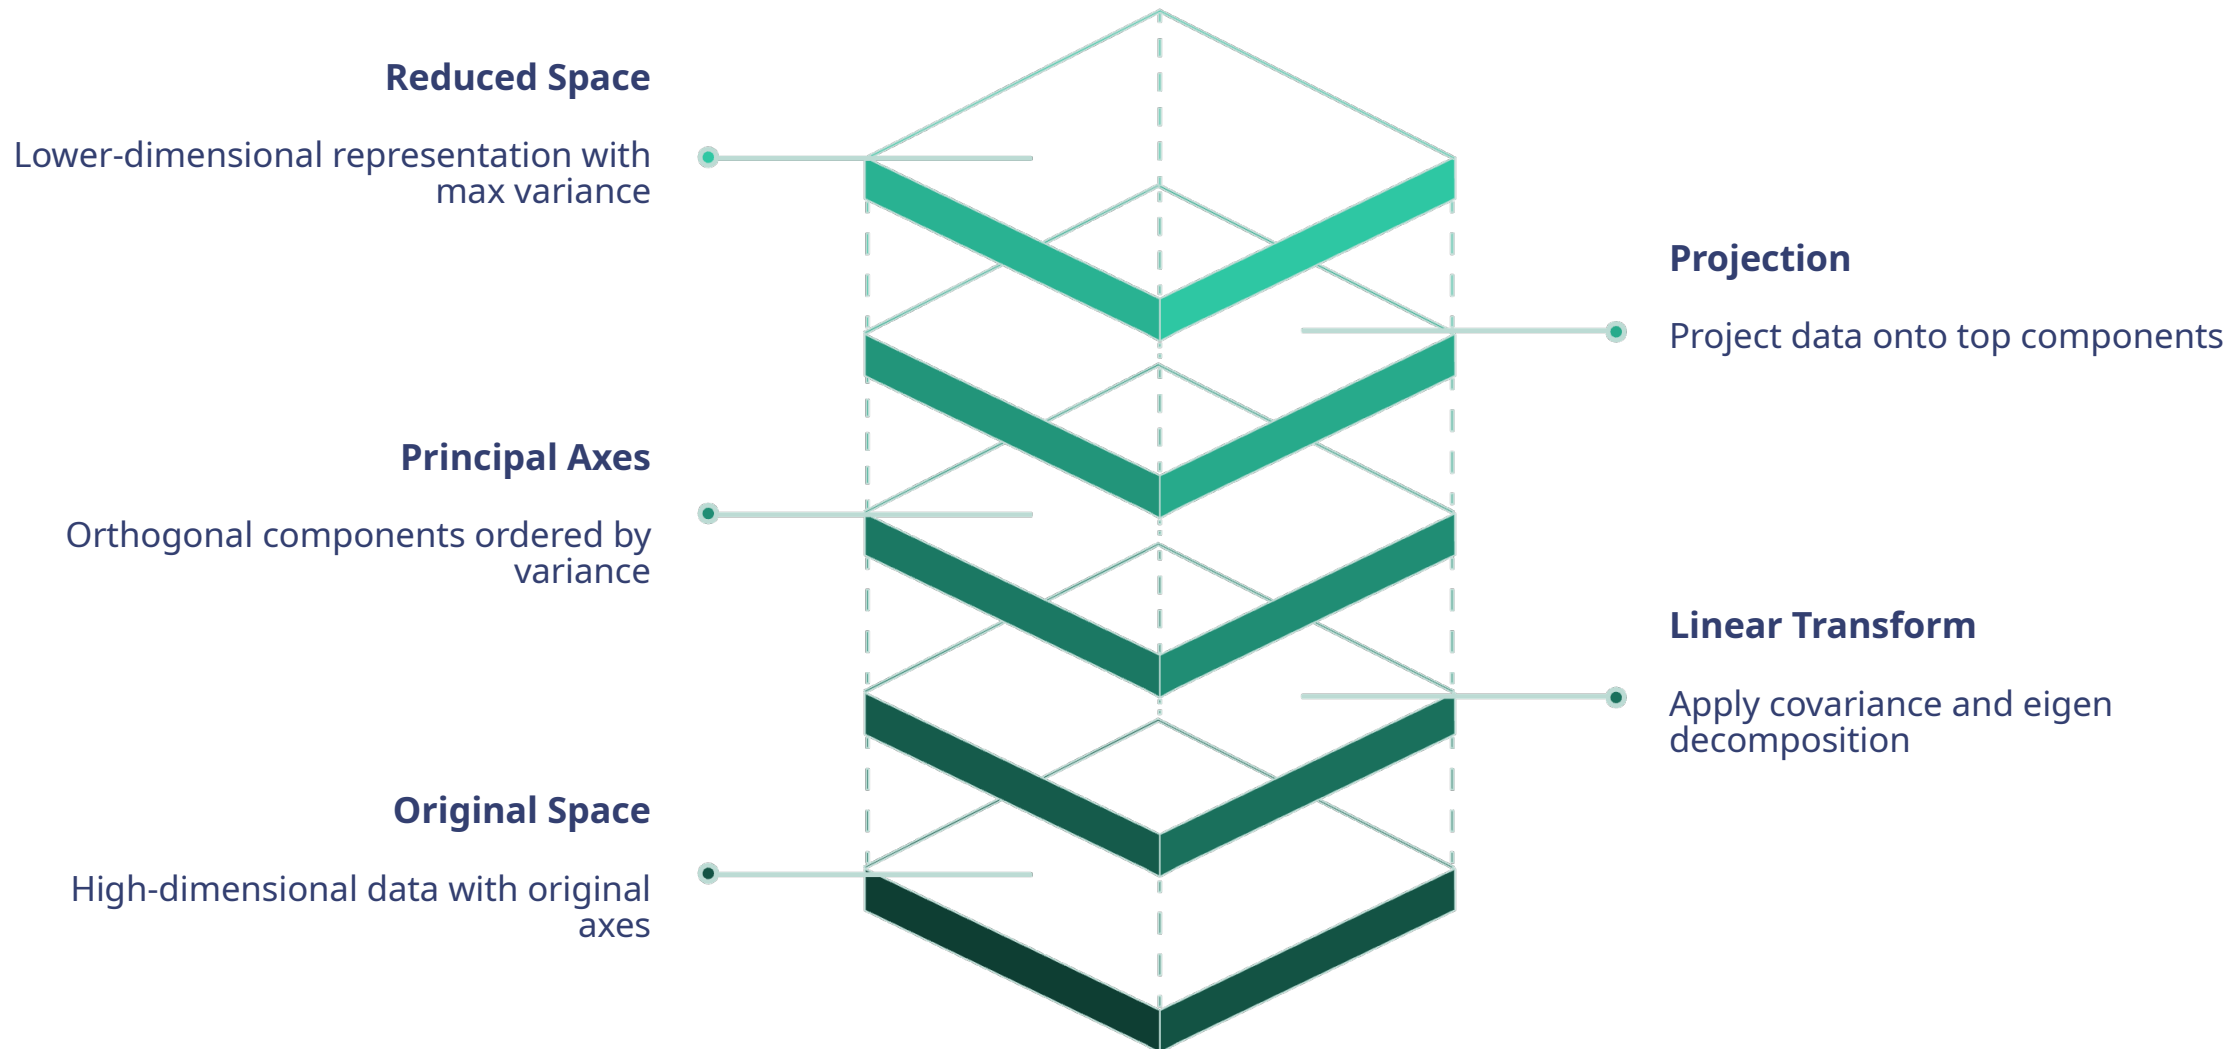 Reduced Space
Lower-dimensional representation with
max variance
Projection
Project data onto top components
Principal Axes
Orthogonal components ordered by
variance
Linear Transform
Apply covariance and eigen
decomposition
Original Space
High-dimensional data with original
axes